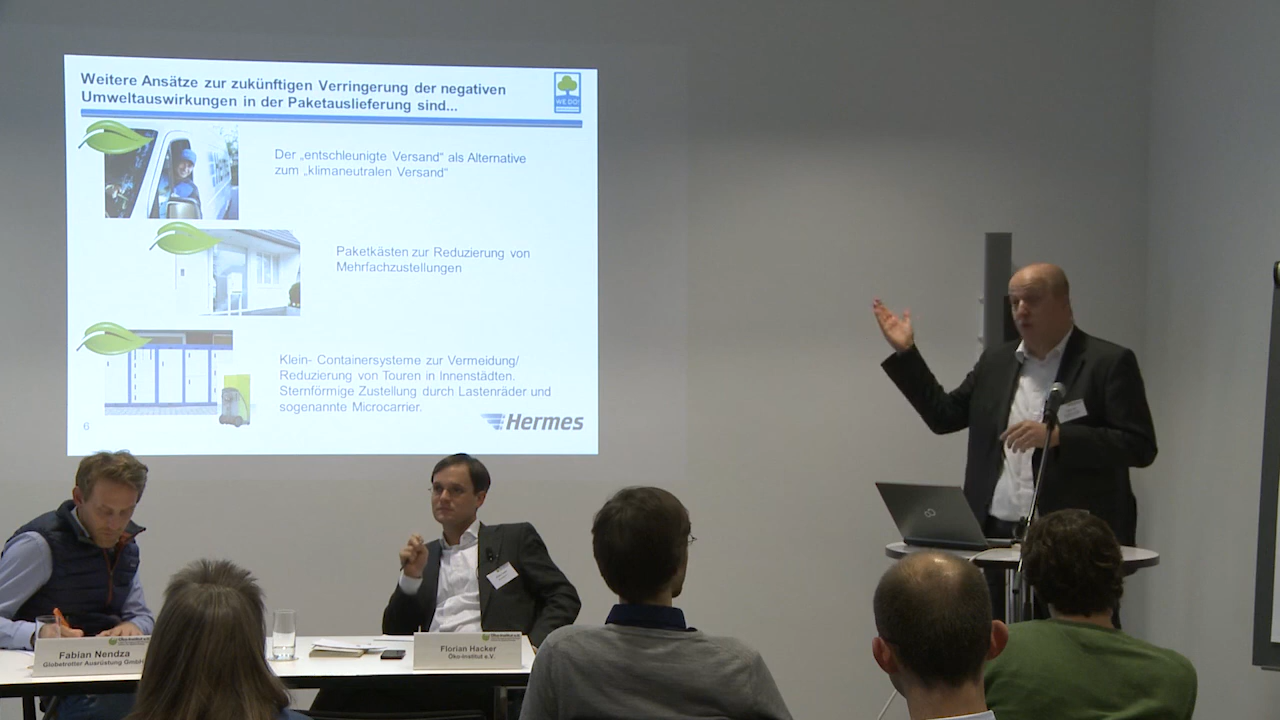 Weitere Ansätze zur zukünftigen Verringerung der negativen
Umweltauswirkungen in der Paketauslieferung sind...
WE DO!
Der „entschleunigte Versand“ als Alternative
zum „klimaneutralen Versand“
Paketkästen zur Reduzierung von
Mehrfachzustellungen
Klein- Containersysteme zur Vermeidung/
Reduzierung von Touren in Innenstädten.
Sternförmige Zustellung durch Lastenräder und
sogenannte Microcarrier.
6
Hermes
Fabian Nendza
Globetrotter Ausrüstung GmbH
Florian Hacker
Öko-Institut e.V.